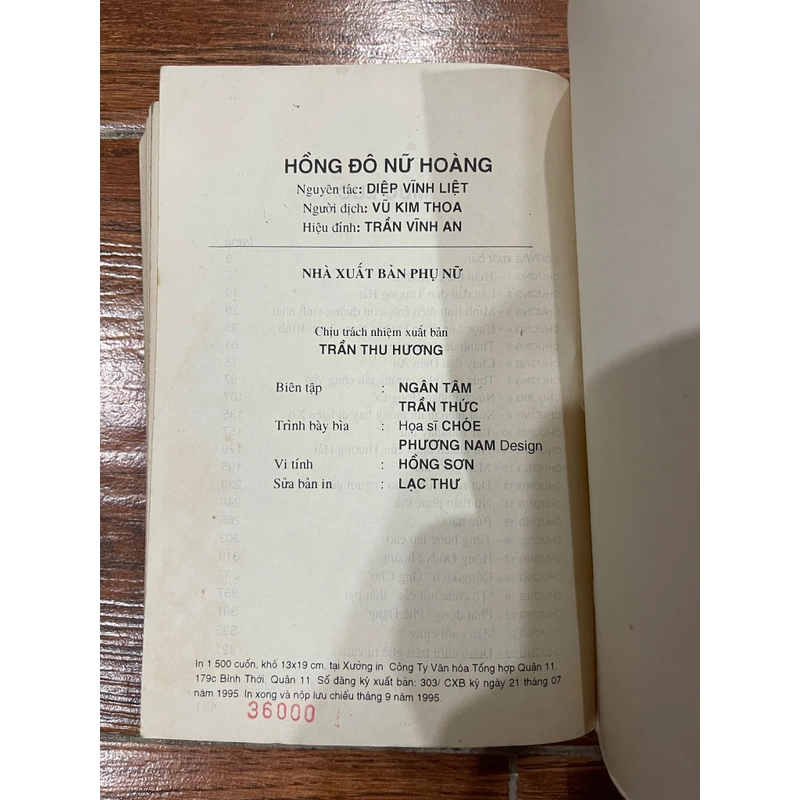 HỒNG ĐÔ NỮ HOÀNG
Nguyên tác: DIỆP VĨNH LIỆT
Người dịch: VŨ KIM THOA
Hiệu đính: TRẦN VĨNH AN
NHÀ XUẤT BẢN PHỤ NỮ
Chịu trách nhiệm xuất bản
TRẦN THU HƯƠNG
Biên tập : NGÂN TÂM
TRẦN THỨC
Trình bày bìa : Họa sĩ CHÓE
PHƯƠNG NAM Design
Vi tính : HỒNG SƠN
Sửa bản in : LẠC THƯ
In 1 500 cuốn, khổ 13x19 cm, tại Xưởng in Công Ty Văn hóa Tổng hợp Quận 11.
179c Bình Thới, Quận 11. Số đăng ký xuất bản: 303/ CXB ký ngày 21 tháng 07
năm 1995 In xong và nộp lưu chiểu tháng 9 năm 1995.
36000